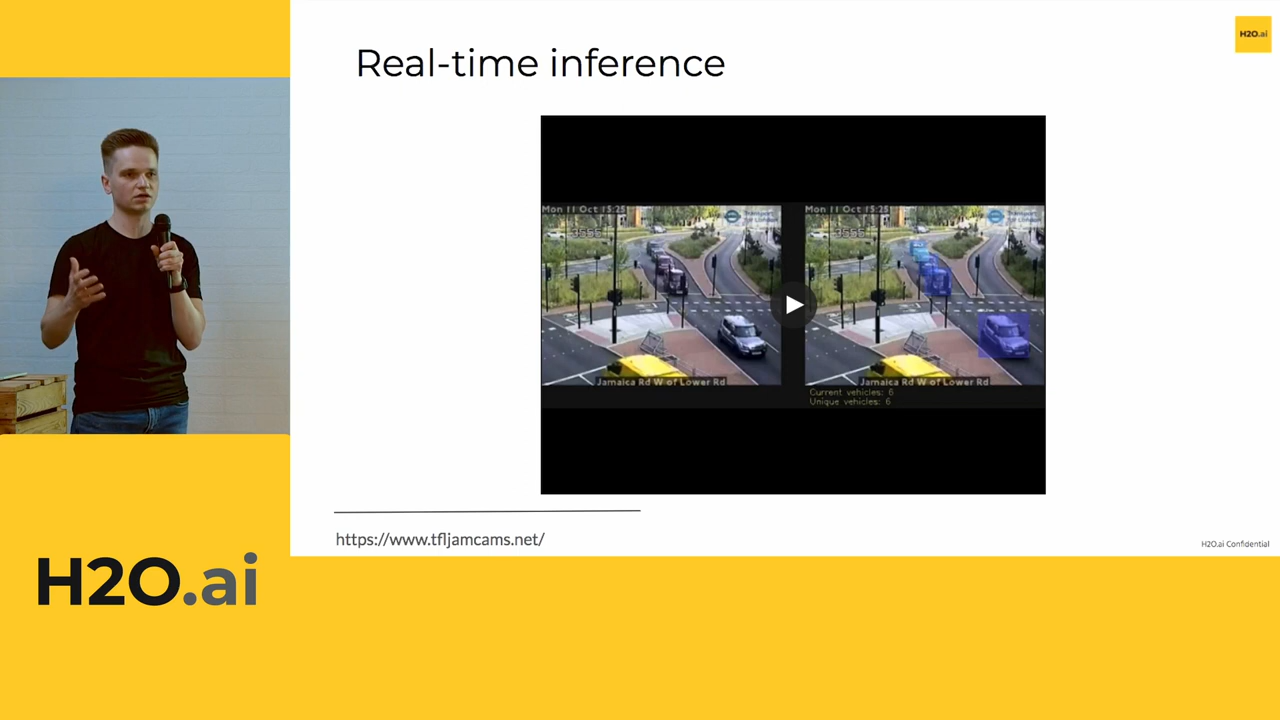 Real-time inference
H2O.ai
Mon 11 Oct 15:25
3555
Mon 11 Oct 15:25
3555
Jamaica Rd W of Lower Rd
Jamaica Rd W of Lower Rd
Current vehicles: 6
Unique vehicles: 6
https://www.tfljamcams.net/
H2O.ai Confidential
H2O.ai